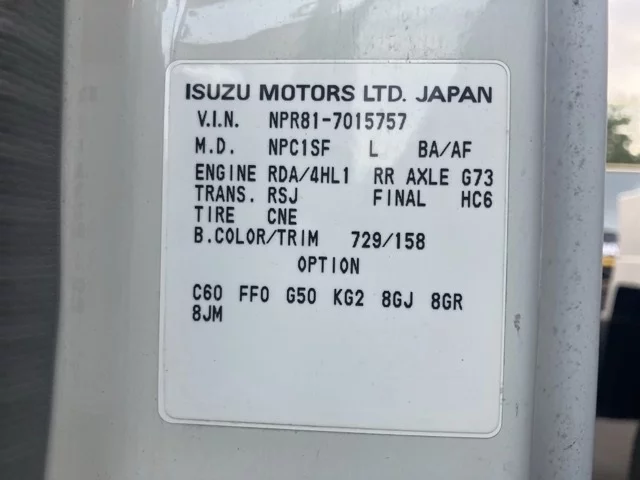 ISUZU MOTORS LTD. JAPAN
V.I.N. NPR81-7015757
M.D. NPC1SF L BA/AF
ENGINE RDA/4HL1 RR AXLE G73
TRANS. RSJ FINAL HC6
TIRE CNE
B.COLOR/TRIM 729/158
OPTION
C60 FF0 G50 KG2 8GJ 8GR
8JM